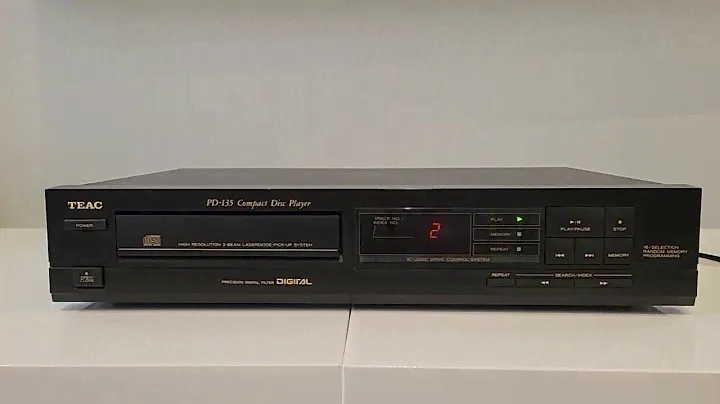 TEAC
PD-135 Compact Disc Player
POWER
HIGH RESOLUTION 3-BEAM LASERDIODE PICK-UP SYSTEM
OPEN/
CLOSE
PRECISION DIGITAL FILTER DIGITAL
TRACK NO.
INDEX NO.
2
PLAY
MEMORY
REPEAT
IC LOGIC DRIVE CONTROL SYSTEM
PLAY/PAUSE
STOP
MEMORY
16-SELECTION
RANDOM MEMORY
PROGRAMMING
REPEAT
SEARCH/INDEX